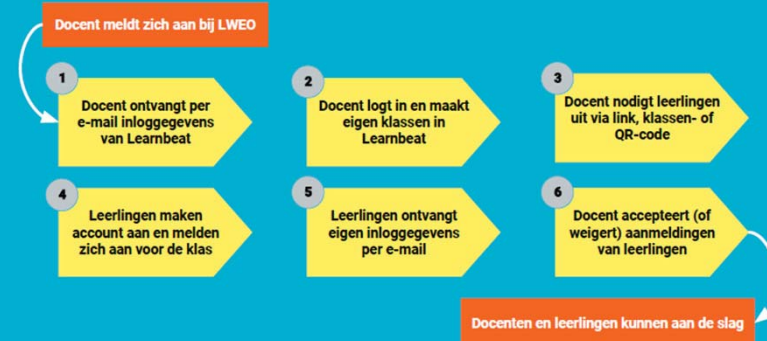 Docent meldt zich aan bij LWEO
1
Docent ontvangt per
e-mail inloggegevens
van Learnbeat
2
Docent logt in en maakt
eigen klassen in
Learnbeat
3
Docent nodigt leerlingen
uit via link, klassen- of
QR-code
4
Leerlingen maken
account aan en melden
zich aan voor de klas
5
Leerlingen ontvangt
eigen inloggegevens
per e-mail
6
Docent accepteert (of
weigert) aanmeldingen
van leerlingen
Docenten en leerlingen kunnen aan de slag